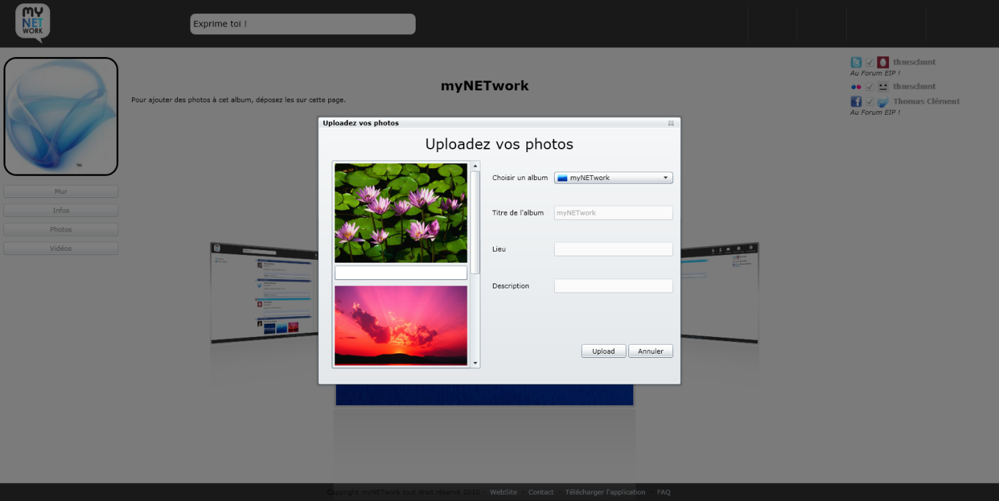 MY
NET
WORK
Exprime toi !
thmsclmnt
Au Forum EIP !
thmsclmnt
Thomas Clément
Au Forum EIP !
myNETwork
Pour ajouter des photos à cet album, déposez les sur cette page.
Mur
Infos
Photos
Vidéos
Uploadez vos photos
Uploadez vos photos
Choisir un album
myNETwork
Titre de l'album
myNETwork
Lieu
Description
Upload
Annuler
Copyright myNETwork tout droit réservé 2010 - WebSite - Contact - Télécharger l'application - FAQ